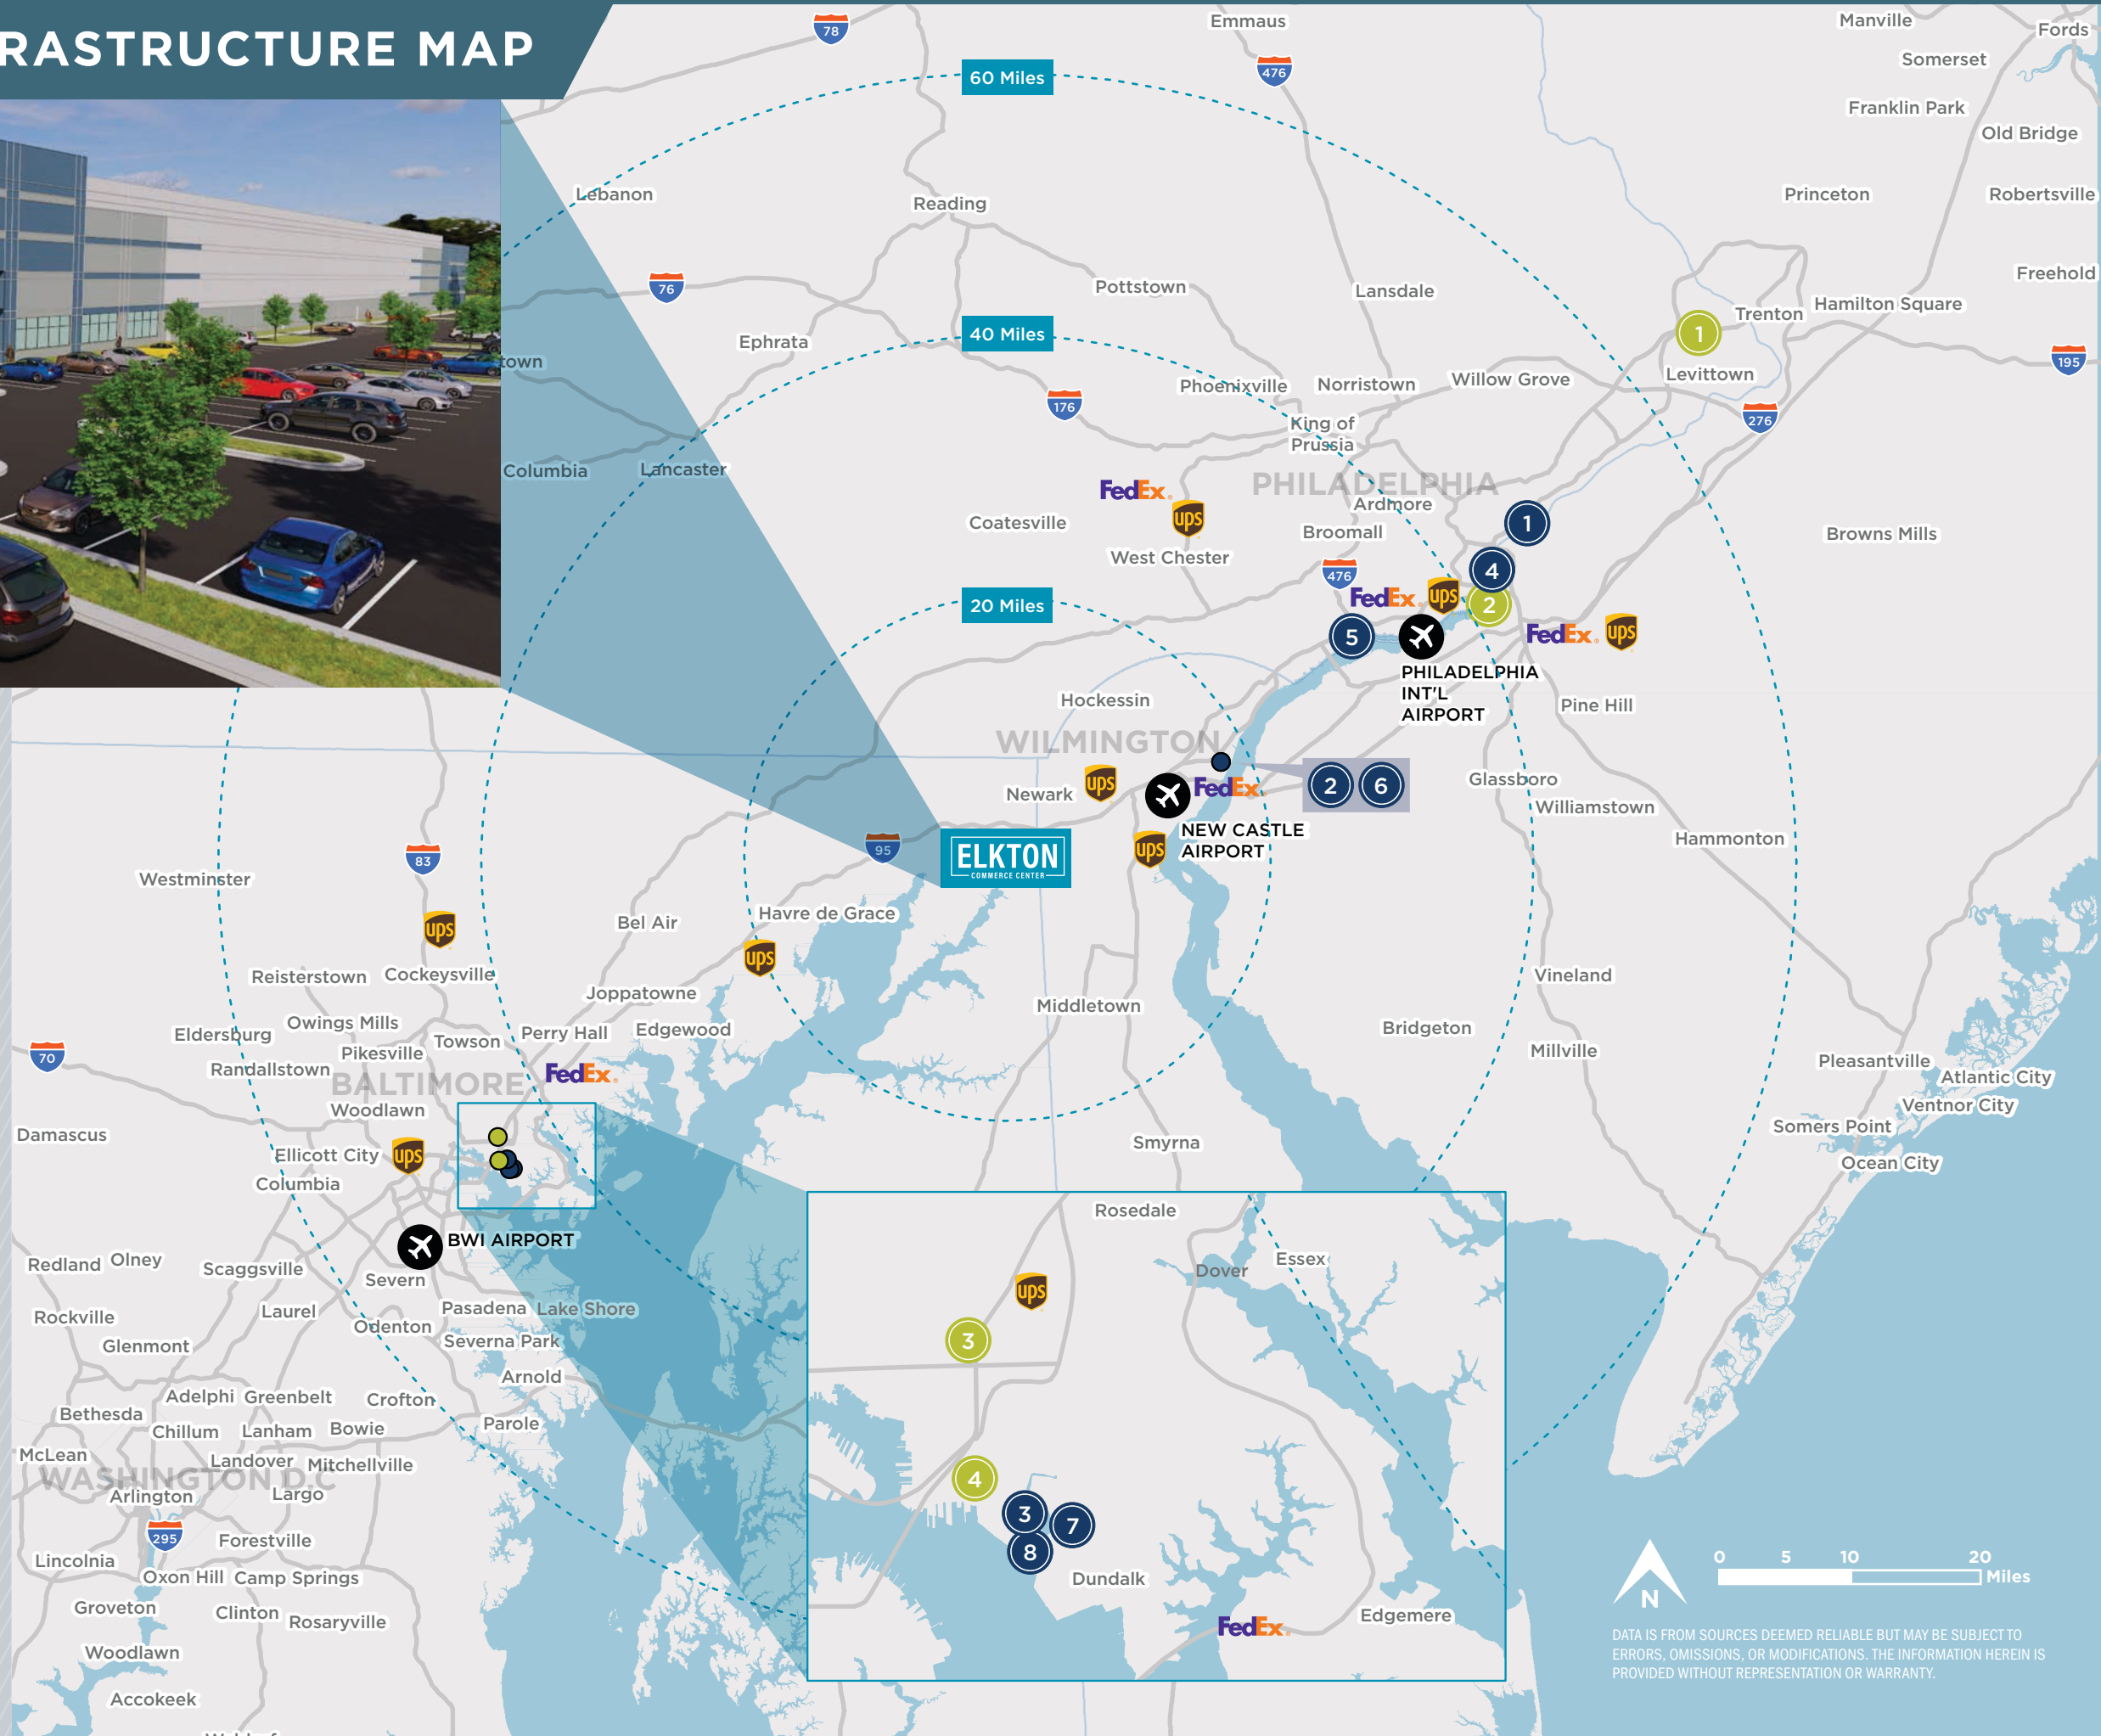 RASTRUCTURE MAP
78
Emmaus
476
Manville
Fords
Somerset
60 Miles
Franklin Park
Old Bridge
Lebanon
Reading
Princeton
Robertsville
76
Pottstown
Lansdale
Freehold
Trenton
Hamilton Square
1
Ephrata
40 Miles
195
town
Levittown
Phoenixville
Norristown
Willow Grove
176
276
King of
Prussia
Columbia
Lancaster
PHILADELPHIA
FedEx
Ardmore
ups
Coatesville
Broomall
1
Browns Mills
West Chester
476
4
FedEx
ups
2
20 Miles
5
FedEx
ups
PHILADELPHIA
INT'L
AIRPORT
Hockessin
Pine Hill
WILMINGTON
Newark
ups
FedEx
2
6
Glassboro
Williamstown
NEW CASTLE
AIRPORT
ups
Hammonton
95
ELKTON
COMMERCE CENTER
83
Westminster
ups
Bel Air
Havre de Grace
ups
Reisterstown
Cockeysville
Vineland
Joppatowne
Middletown
Owings Mills
Eldersburg
Towson
Perry Hall
Edgewood
Bridgeton
70
Pikesville
Millville
Randallstown
Pleasantville
BALTIMORE
FedEx
Atlantic City
Woodlawn
Ventnor City
Damascus
Somers Point
Ellicott City
ups
Smyrna
Ocean City
Columbia
BWI AIRPORT
Redland
Olney
Scaggsville
Severn
Laurel
Pasadena
Lake Shore
Rockville
Odenton
Severna Park
Glenmont
Arnold
Adelphi
Greenbelt
Crofton
Bethesda
Parole
Chillum
Lanham
Bowie
McLean
Landover
Mitchellville
WASHINGTON D.C
Arlington
Largo
295
Forestville
Lincolnia
Oxon Hill
Camp Springs
Groveton
Clinton
Rosaryville
Woodlawn
Accokeek
Rosedale
Dover
Essex
ups
3
4
3
7
8
Dundalk
Edgemere
FedEx
0 5 10 20
Miles
N
DATA IS FROM SOURCES DEEMED RELIABLE BUT MAY BE SUBJECT TO
ERRORS, OMISSIONS, OR MODIFICATIONS. THE INFORMATION HEREIN IS
PROVIDED WITHOUT REPRESENTATION OR WARRANTY.